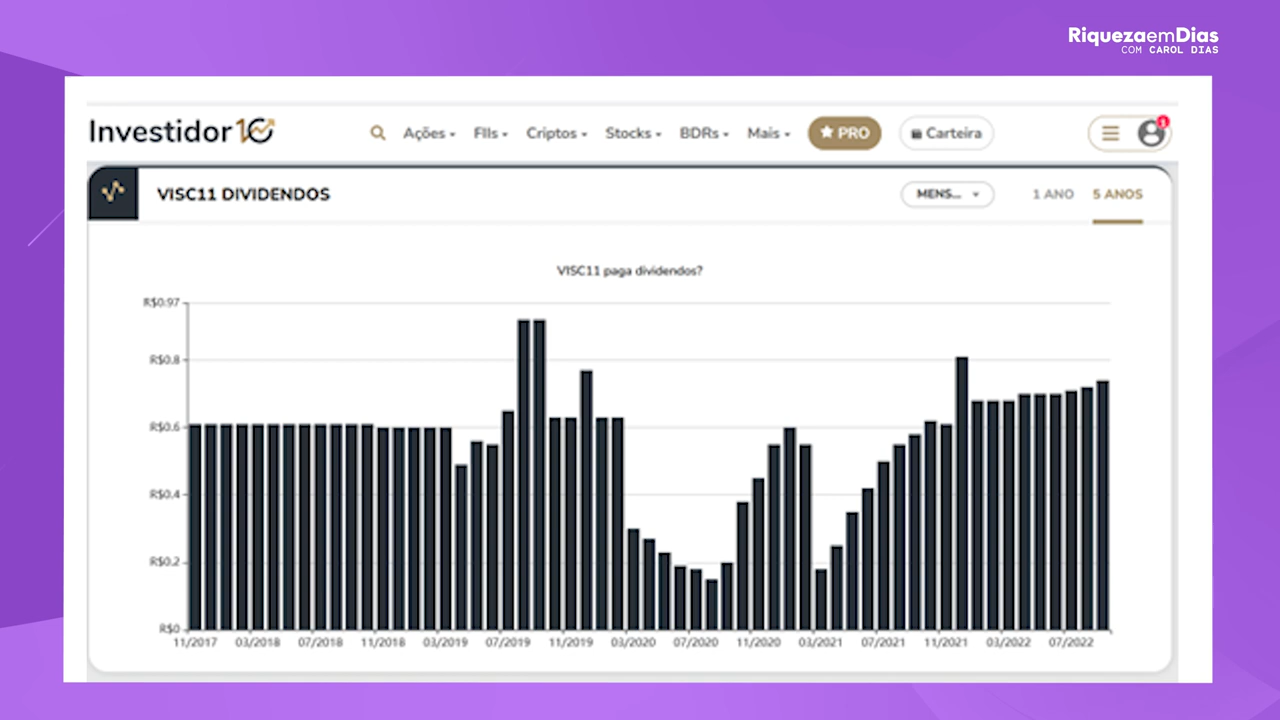 RiquezaemDias
COM CAROL DIAS
Investidor 10
Ações
FIIs
Criptos
Stocks
BDRs
Mais
PRO
Carteira
1
VISC11 DIVIDENDOS
MENS...
1 ANO
5 ANOS
VISC11 paga dividendos?
R$0.97
R$0.8
R$0.6
R$0.4
R$0.2
R$0
11/2017 03/2018 07/2018 11/2018 03/2019 07/2019 11/2019 03/2020 07/2020 11/2020 03/2021 07/2021 11/2021 03/2022 07/2022